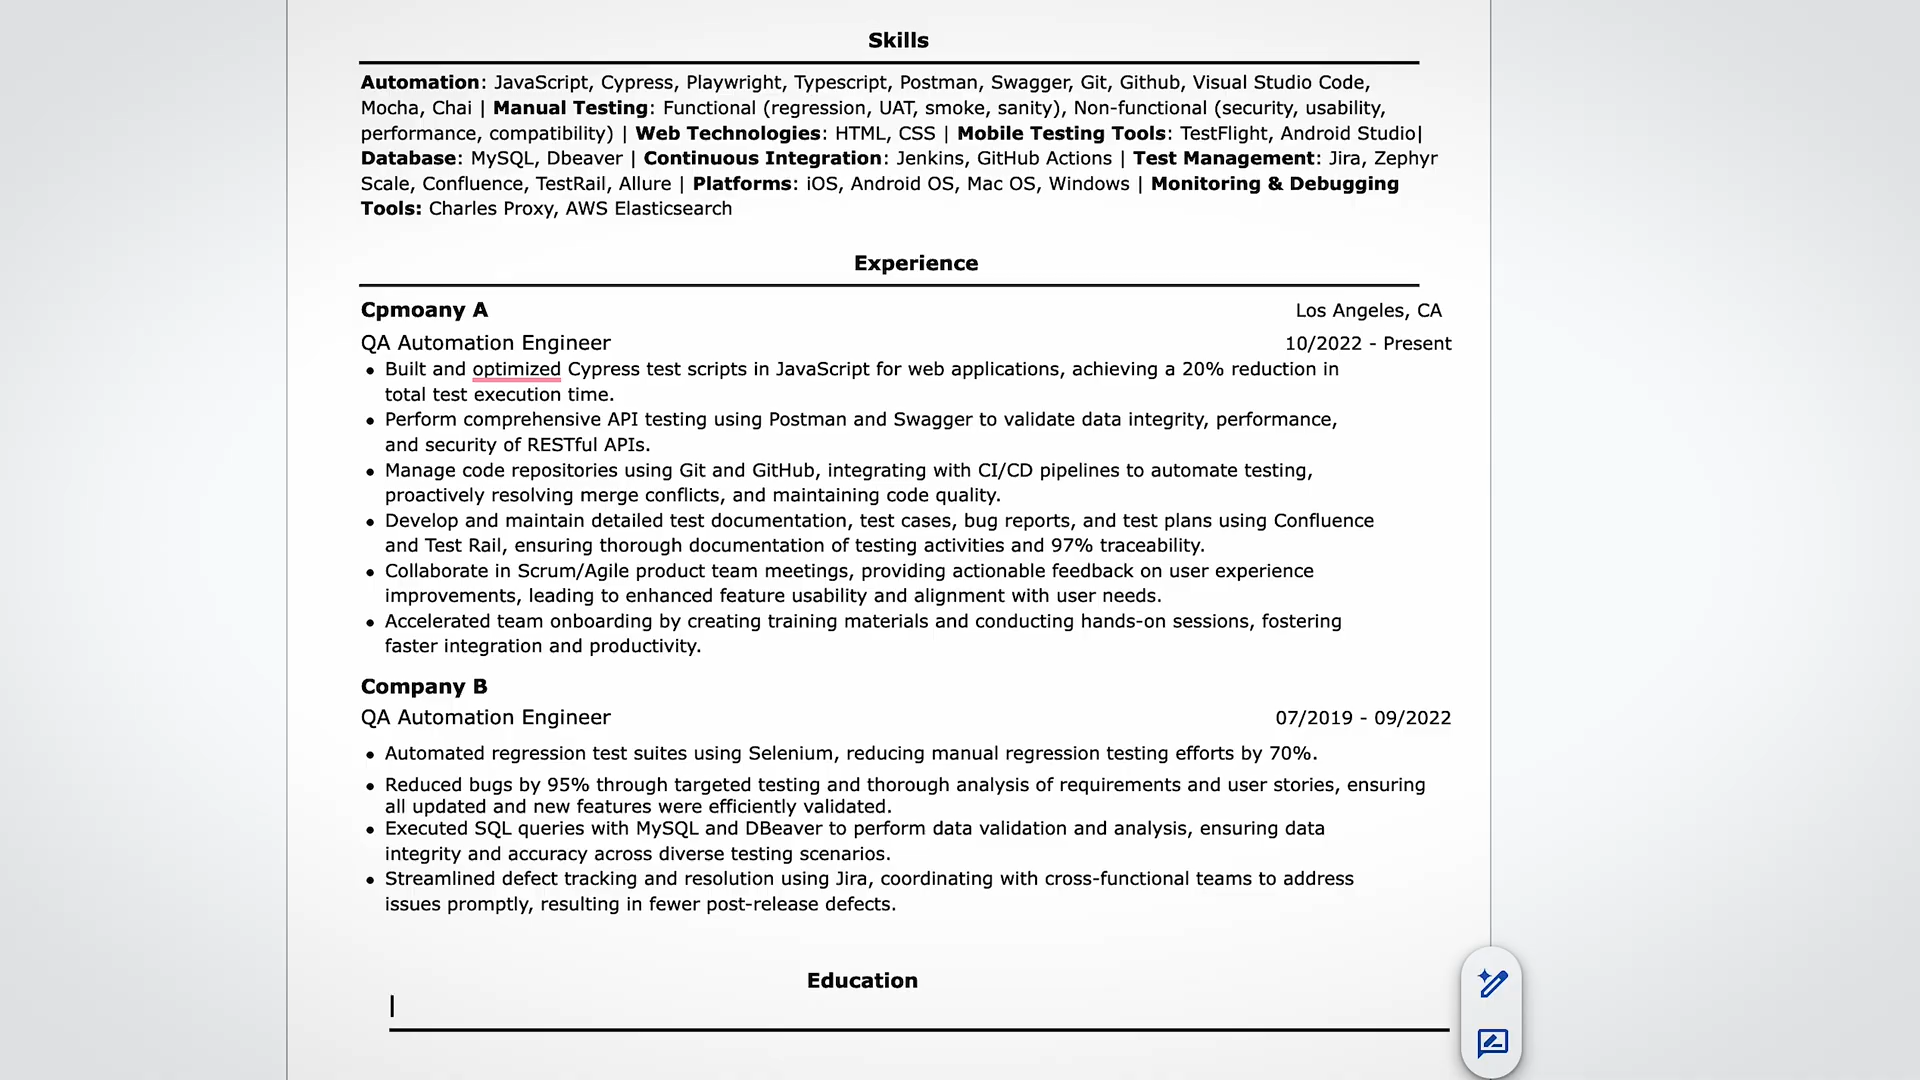 Skills
Automation: JavaScript, Cypress, Playwright, Typescript, Postman, Swagger, Git, Github, Visual Studio Code,
Mocha, Chai | Manual Testing: Functional (regression, UAT, smoke, sanity), Non-functional (security, usability,
performance, compatibility) | Web Technologies: HTML, CSS | Mobile Testing Tools: TestFlight, Android Studio|
Database: MySQL, Dbeaver | Continuous Integration: Jenkins, GitHub Actions | Test Management: Jira, Zephyr
Scale, Confluence, TestRail, Allure | Platforms: iOS, Android OS, Mac OS, Windows | Monitoring & Debugging
Tools: Charles Proxy, AWS Elasticsearch
Experience
Cpmoany A Los Angeles, CA
QA Automation Engineer 10/2022 - Present
• Built and optimized Cypress test scripts in JavaScript for web applications, achieving a 20% reduction in
total test execution time.
• Perform comprehensive API testing using Postman and Swagger to validate data integrity, performance,
and security of RESTful APIs.
• Manage code repositories using Git and GitHub, integrating with CI/CD pipelines to automate testing,
proactively resolving merge conflicts, and maintaining code quality.
• Develop and maintain detailed test documentation, test cases, bug reports, and test plans using Confluence
and Test Rail, ensuring thorough documentation of testing activities and 97% traceability.
• Collaborate in Scrum/Agile product team meetings, providing actionable feedback on user experience
improvements, leading to enhanced feature usability and alignment with user needs.
• Accelerated team onboarding by creating training materials and conducting hands-on sessions, fostering
faster integration and productivity.
Company B
QA Automation Engineer 07/2019 - 09/2022
• Automated regression test suites using Selenium, reducing manual regression testing efforts by 70%.
• Reduced bugs by 95% through targeted testing and thorough analysis of requirements and user stories, ensuring
all updated and new features were efficiently validated.
• Executed SQL queries with MySQL and DBeaver to perform data validation and analysis, ensuring data
integrity and accuracy across diverse testing scenarios.
• Streamlined defect tracking and resolution using Jira, coordinating with cross-functional teams to address
issues promptly, resulting in fewer post-release defects.
Education